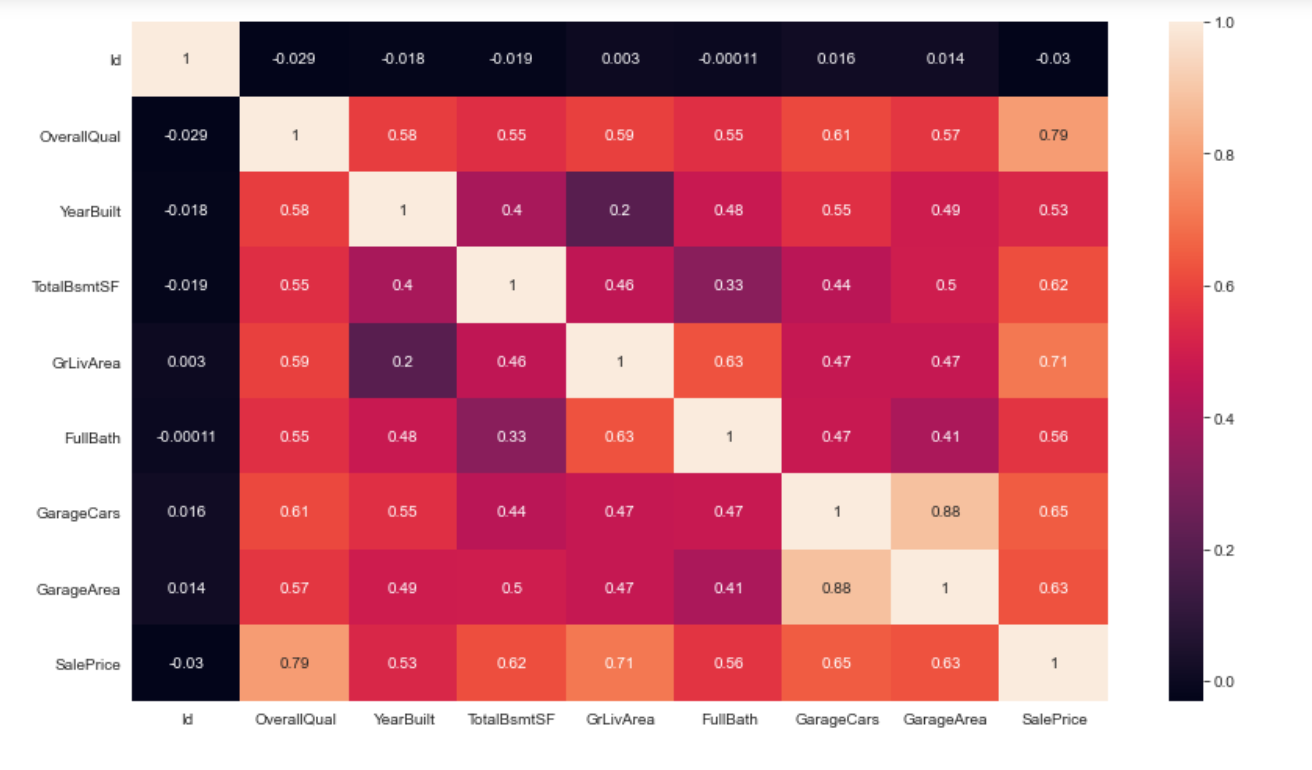 1.0
Id 1 -0.029 -0.018 -0.019 0.003 -0.00011 0.016 0.014 -0.03
OverallQual -0.029 1 0.58 0.55 0.59 0.55 0.61 0.57 0.79
0.8
YearBuilt -0.018 0.58 1 0.4 0.2 0.48 0.55 0.49 0.53
TotalBsmtSF -0.019 0.55 0.4 1 0.46 0.33 0.44 0.5 0.62
0.6
GrLivArea 0.003 0.59 0.2 0.46 1 0.63 0.47 0.47 0.71
0.4
FullBath -0.00011 0.55 0.48 0.33 0.63 1 0.47 0.41 0.56
GarageCars 0.016 0.61 0.55 0.44 0.47 0.47 1 0.88 0.65
0.2
GarageArea 0.014 0.57 0.49 0.5 0.47 0.41 0.88 1 0.63
SalePrice -0.03 0.79 0.53 0.62 0.71 0.56 0.65 0.63 1
0.0
Id OverallQual YearBuilt TotalBsmtSF GrLivArea FullBath GarageCars GarageArea SalePrice